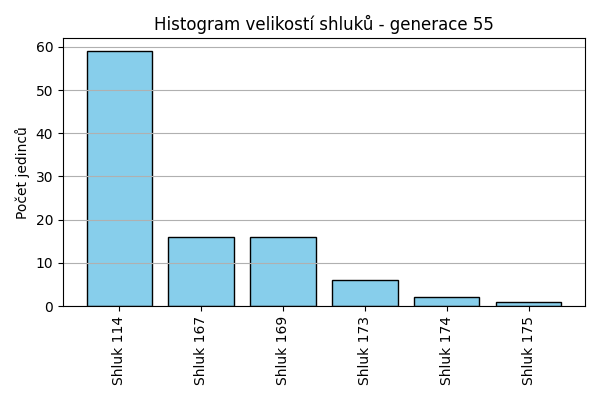 Histogram velikostí shluků - generace 55
Počet jedinců
60
50
40
30
20
10
0
Shluk 114
Shluk 167
Shluk 169
Shluk 173
Shluk 174
Shluk 175